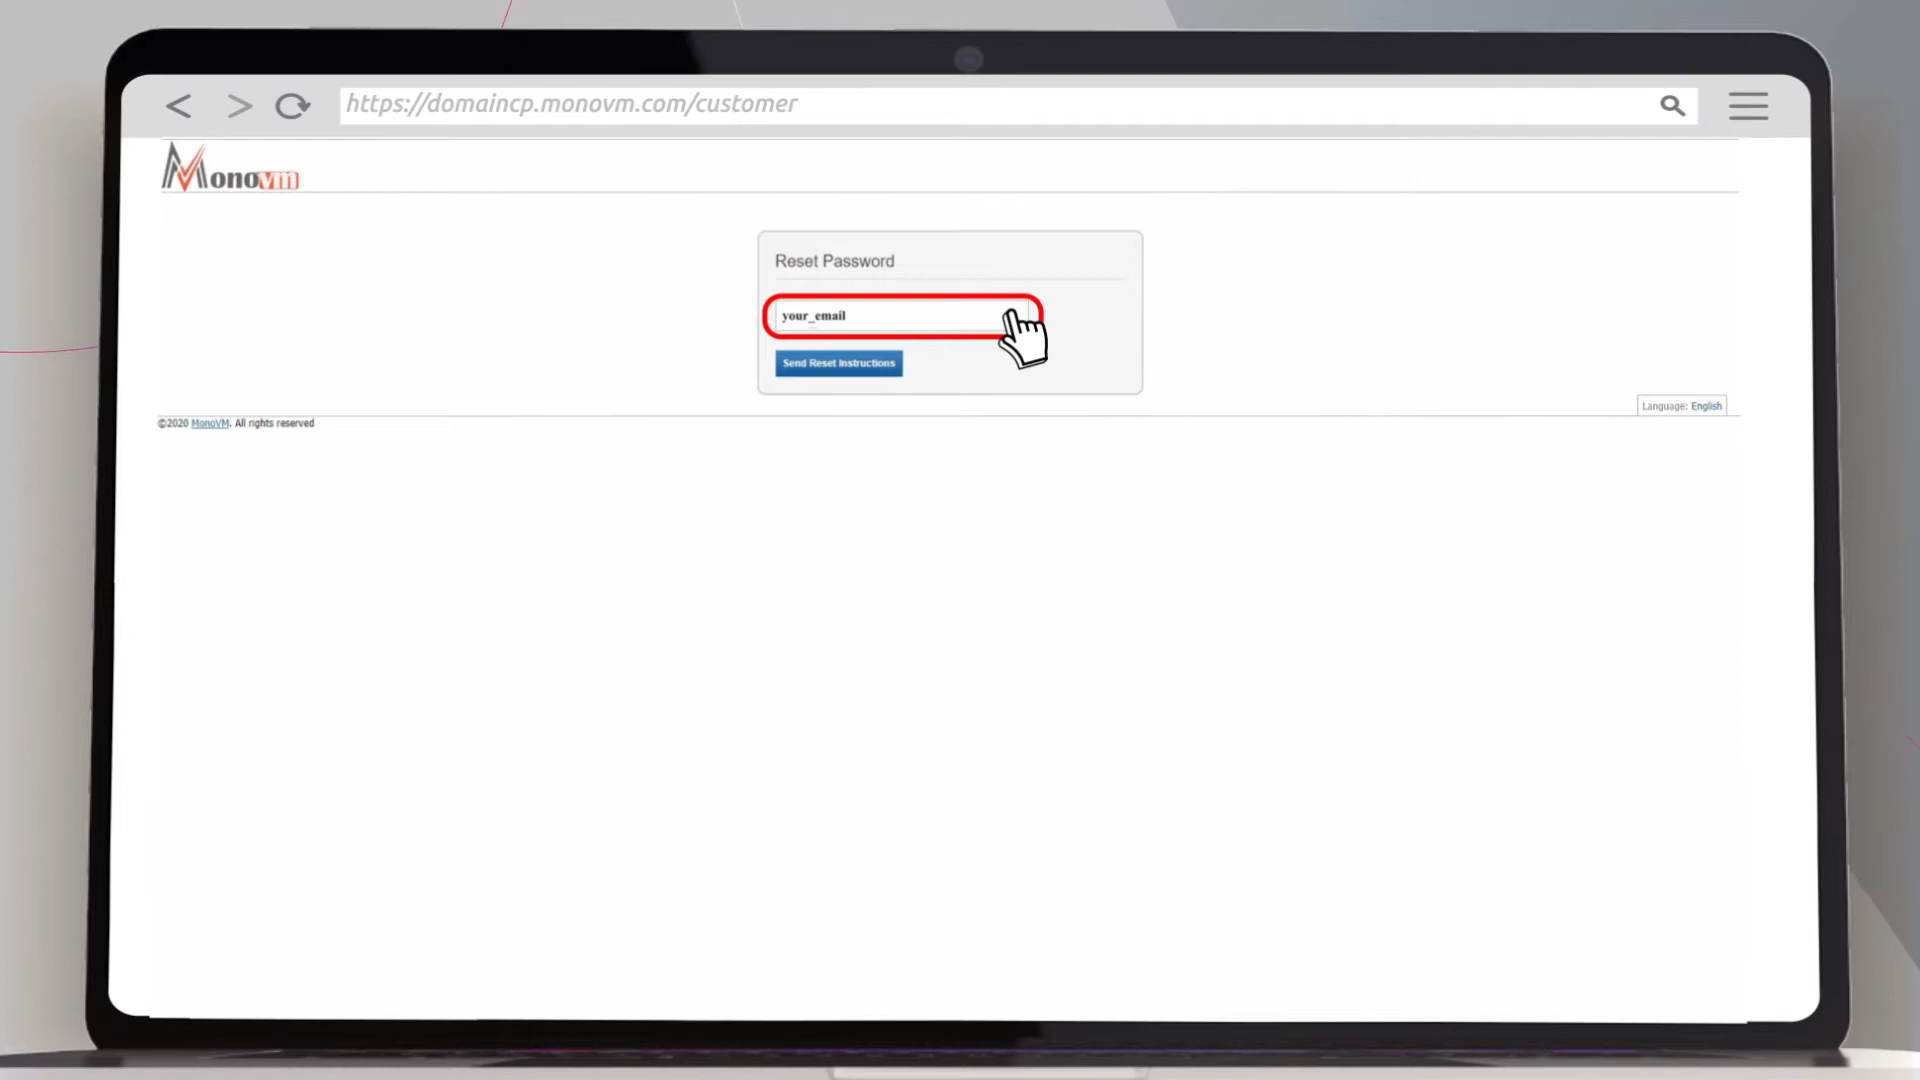 https://domaincp.monovm.com/customer
Monovm
Reset Password
your_email
Send Reset Instructions
Language: English
©2020 MonoVM. All rights reserved